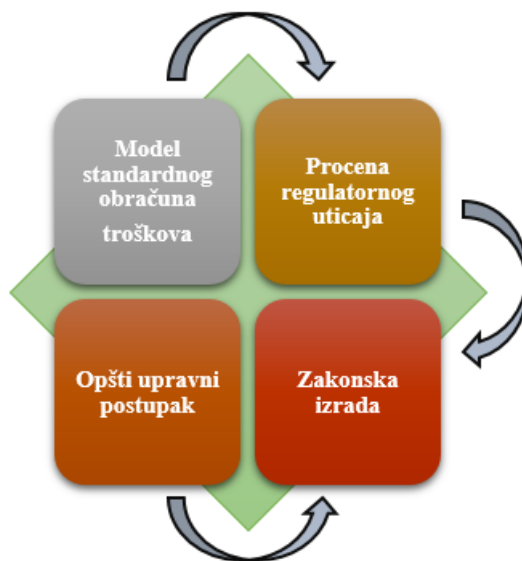 Model
standardnog
obračuna
troškova
Procena
regulatornog
uticaja
Opšti upravni
postupak
Zakonska
izrada